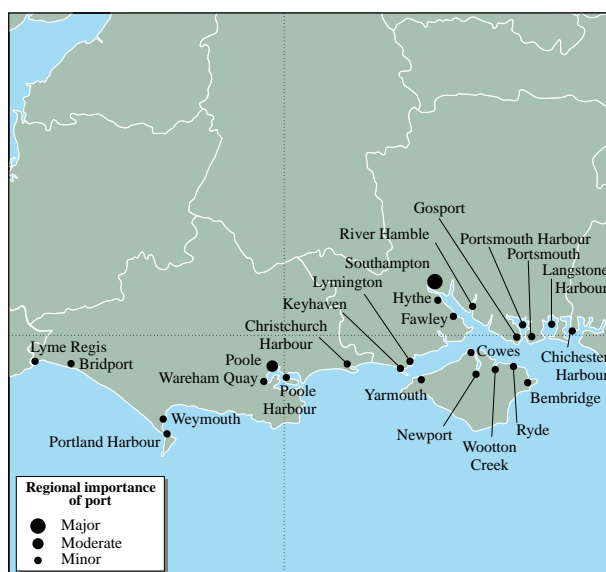 Gosport
River Hamble
Portsmouth Harbour
Southampton
Portsmouth
Lymington
Langstone
Harbour
Keyhaven
Hythe
Fawley
Christchurch
Harbour
Lyme Regis
Bridport
Poole
Cowes
Chichester
Harbour
Wareham Quay
Poole
Harbour
Yarmouth
Bembridge
Weymouth
Newport
Ryde
Portland Harbour
Wootton
Creek
Regional importance
of port
Major
Moderate
Minor